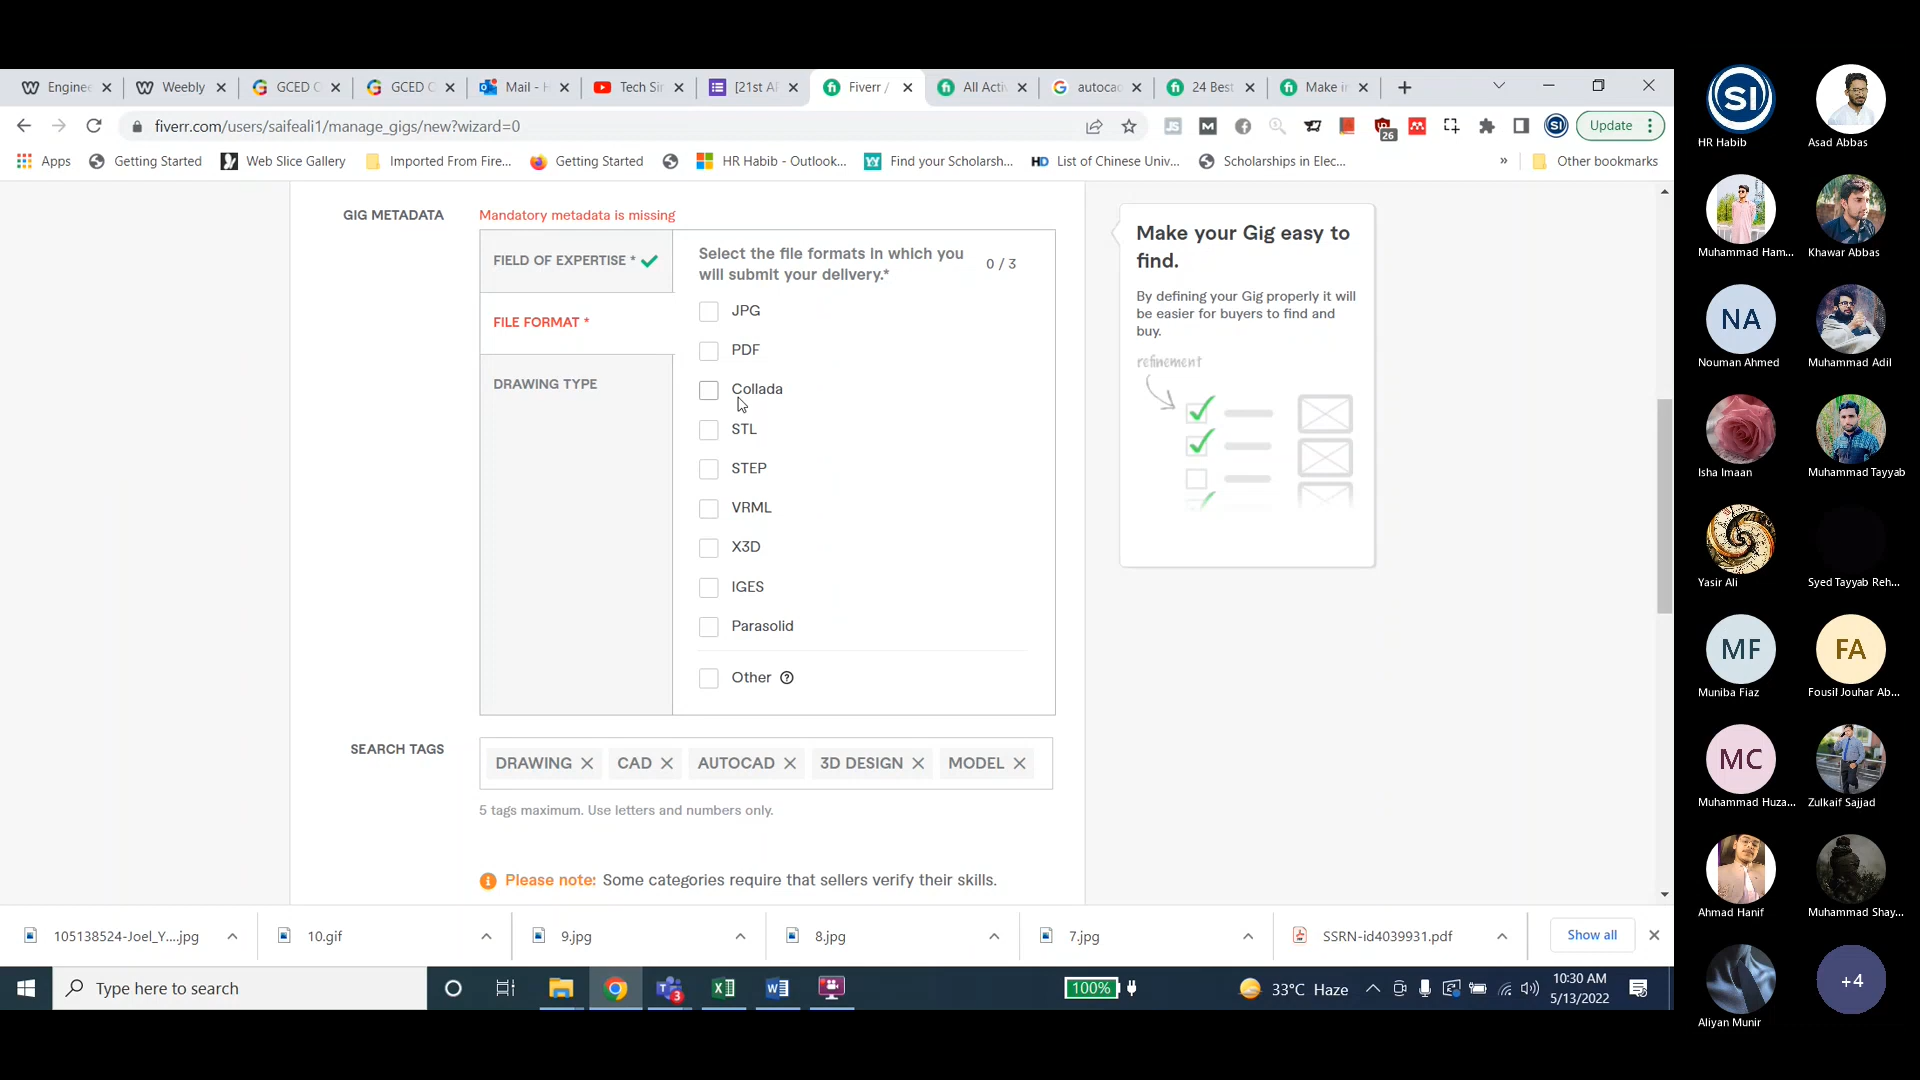 Enginee
Weebly
GCED C
GCED C
Mail - H
Tech Sir
[21st AI
Fiverr /
All Activ
autocad
24 Best
Make in
fiverr.com/users/saifeali1/manage_gigs/new?wizard=0
26
SI
Update
Apps
Getting Started
Web Slice Gallery
Imported From Fire...
Getting Started
HR Habib - Outlook...
Find your Scholarsh...
HD List of Chinese Univ...
Scholarships in Elec...
»
Other bookmarks
GIG METADATA
Mandatory metadata is missing
FIELD OF EXPERTISE *
FILE FORMAT *
DRAWING TYPE
Select the file formats in which you
will submit your delivery.*
0 / 3
JPG
PDF
Collada
STL
STEP
VRML
X3D
IGES
Parasolid
Other
SEARCH TAGS
DRAWING
CAD
AUTOCAD
3D DESIGN
MODEL
5 tags maximum. Use letters and numbers only.
Please note: Some categories require that sellers verify their skills.
Make your Gig easy to
find.
By defining your Gig properly it will
be easier for buyers to find and
buy.
refinement
105138524-Joel_Y....jpg
10.gif
9.jpg
8.jpg
7.jpg
SSRN-id4039931.pdf
Show all
Type here to search
3
100%
33°C Haze
10:30 AM
5/13/2022
SI
HR Habib
Asad Abbas
Muhammad Ham...
Khawar Abbas
NA
Nouman Ahmed
Muhammad Adil
Isha Imaan
Muhammad Tayyab
Yasir Ali
Syed Tayyab Reh...
MF
Muniba Fiaz
FA
Fousil Jouhar Ab...
MC
Muhammad Huza...
Zulkaif Sajjad
Ahmad Hanif
Muhammad Shay...
Aliyan Munir
+4